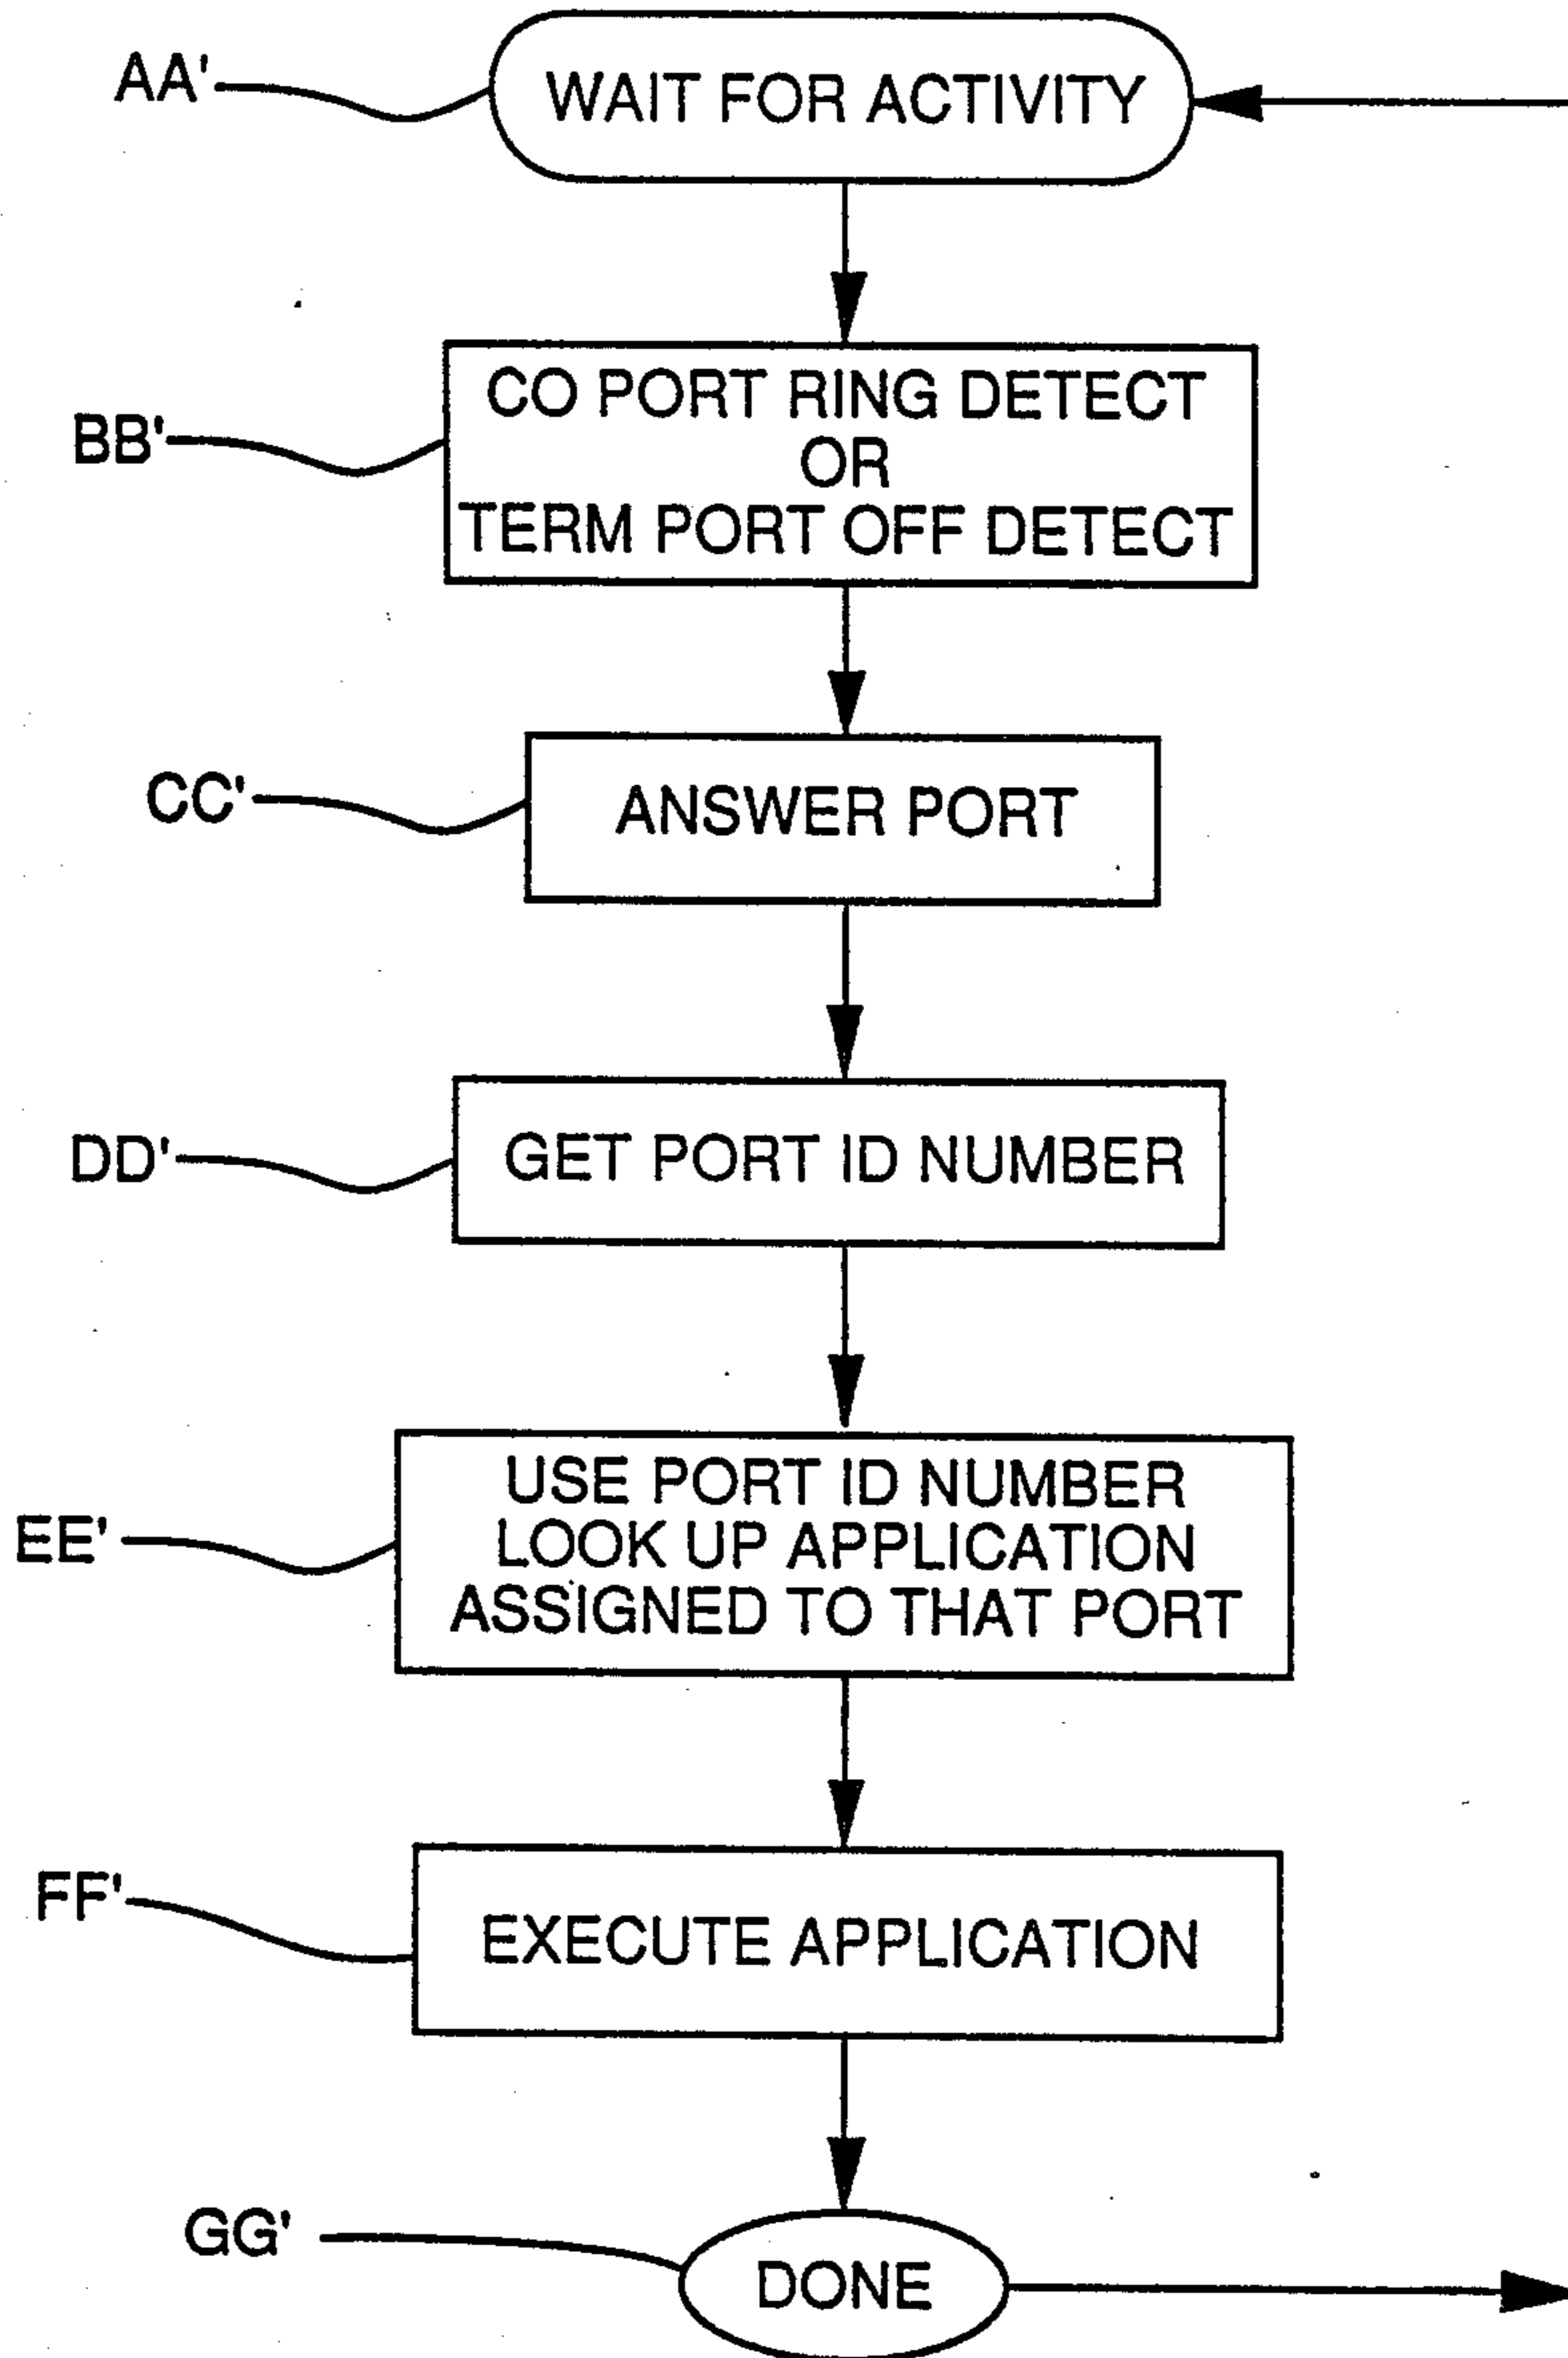 AA'
WAIT FOR ACTIVITY
BB'
CO PORT RING DETECT
OR
TERM PORT OFF DETECT
CC'
ANSWER PORT
DD'
GET PORT ID NUMBER
EE'
USE PORT ID NUMBER
LOOK UP APPLICATION
ASSIGNED TO THAT PORT
FF'
EXECUTE APPLICATION
GG'
DONE